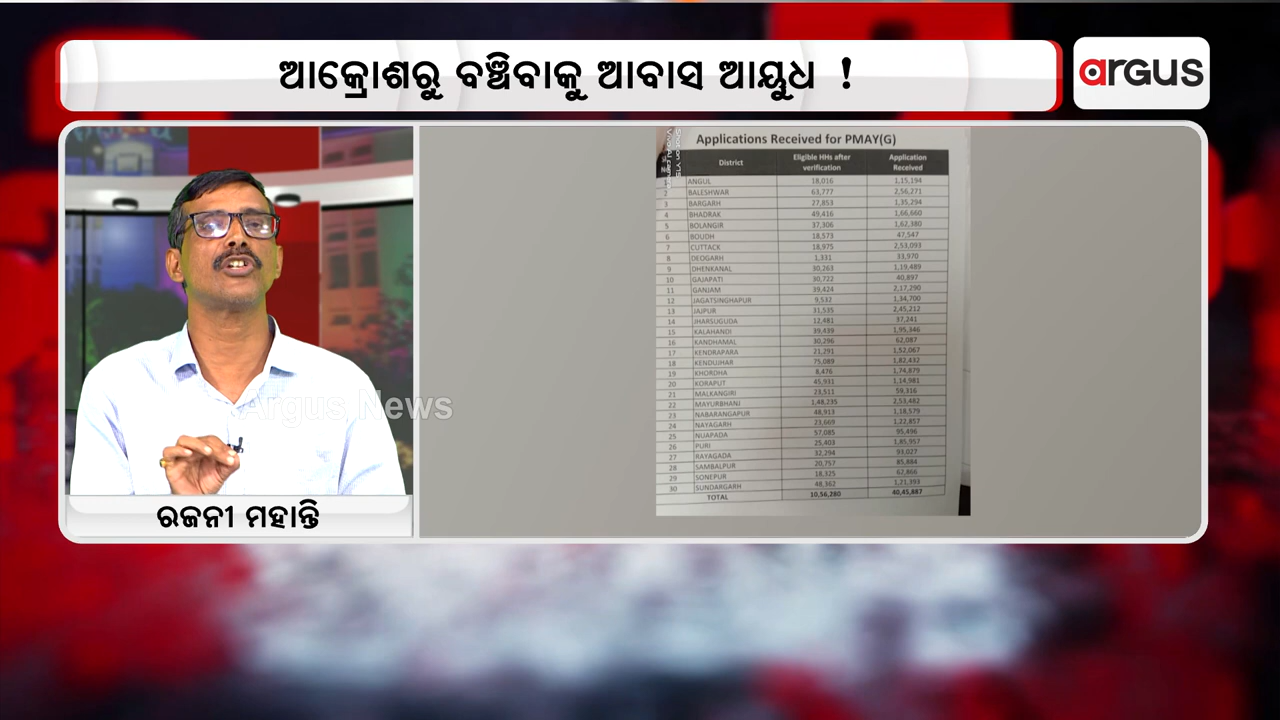 ଆକ୍ରୋଶରୁ ବଞ୍ଚିବାକୁ ଆବାସ ଆୟୁଧ !
argus
Applications Received for PMAY(G)
District Eligible HHs after verification Application Received
1 ANGUL 18,016 1,15,194
2 BALESHWAR 63,777 2,56,271
3 BARGARH 27,853 1,35,294
4 BHADRAK 49,416 1,66,660
5 BOLANGIR 37,306 1,62,380
6 BOUDH 18,573 47,547
7 CUTTACK 18,975 2,53,093
8 DEOGARH 1,331 33,970
9 DHENKANAL 30,263 1,19,489
10 GAJAPATI 30,722 40,897
11 GANJAM 39,424 2,17,290
12 JAGATSINGHAPUR 9,532 1,34,700
13 JAJPUR 31,535 2,45,212
14 JHARSUGUDA 12,481 37,241
15 KALAHANDI 39,439 1,95,346
16 KANDHAMAL 30,296 62,087
17 KENDRAPARA 21,291 1,52,067
18 KENDUJHAR 75,089 1,82,432
19 KHORDHA 8,476 1,74,879
20 KORAPUT 45,931 1,14,981
21 MALKANGIRI 23,511 59,316
22 MAYURBHANJ 1,48,235 2,53,482
23 NABARANGAPUR 48,913 1,18,579
24 NAYAGARH 23,669 1,22,857
25 NUAPADA 57,085 95,496
26 PURI 25,403 1,85,957
27 RAYAGADA 32,294 93,027
28 SAMBALPUR 20,757 85,884
29 SONEPUR 18,325 62,866
30 SUNDARGARH 48,362 1,21,393
TOTAL 10,56,280 40,45,887
Argus News
ରଜନୀ ମହାନ୍ତି